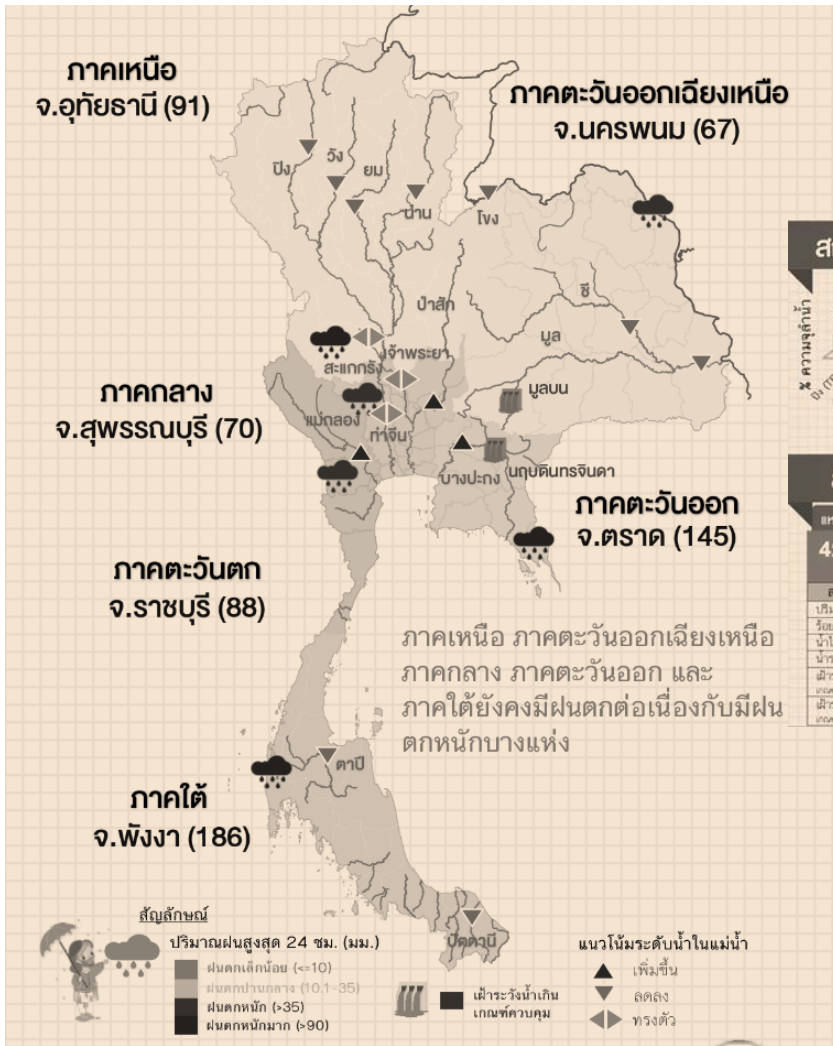 ภาคเหนือ
จ.อุทัยธานี (91)
ภาคตะวันออกเฉียงเหนือ
จ.นครพนม (67)
ปิง
วัง
ยม
น่าน
โขง
ป่าสัก
ชี
มูล
เจ้าพระยา
สะแกกรัง
ภาคกลาง
จ.สุพรรณบุรี (70)
แม่กลอง
ท่าจีน
มูลบน
บางปะกง
นฤบดินทรจินดา
ภาคตะวันออก
จ.ตราด (145)
ภาคตะวันตก
จ.ราชบุรี (88)
ภาคเหนือ ภาคตะวันออกเฉียงเหนือ
ภาคกลาง ภาคตะวันออก และ
ภาคใต้ยังคงมีฝนตกต่อเนื่องกับมีฝน
ตกหนักบางแห่ง
ตาปี
ภาคใต้
จ.พังงา (186)
ปัตตานี
สัญลักษณ์
ปริมาณฝนสูงสุด 24 ชม. (มม.)
ฝนตกเล็กน้อย (<=10)
ฝนตกปานกลาง (10.1-35)
ฝนตกหนัก (>35)
ฝนตกหนักมาก (>90)
เฝ้าระวังน้ำเกิน
เกณฑ์ควบคุม
แนวโน้มระดับน้ำในแม่น้ำ
เพิ่มขึ้น
ลดลง
ทรงตัว
% ความจุลำน้ำ